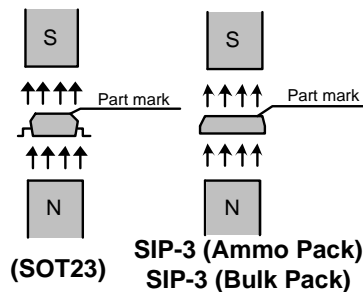 S
S
Part mark
Part mark
N
N
(SOT23)
SIP-3 (Ammo Pack)
SIP-3 (Bulk Pack)